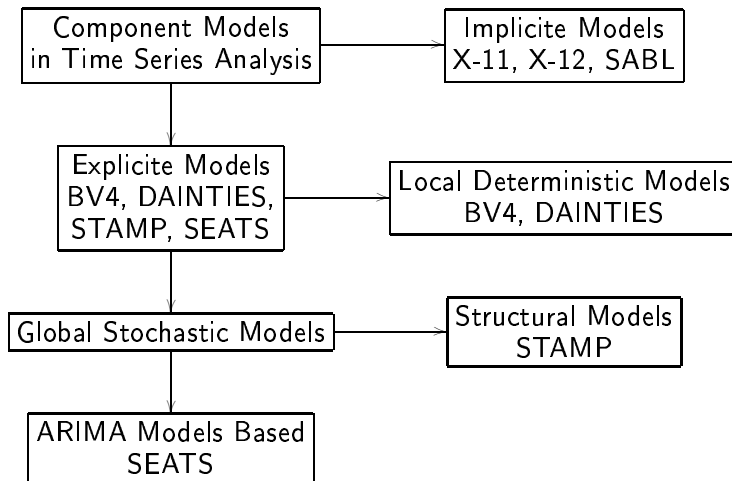 Component Models
in Time Series Analysis
Implicite Models
X-11, X-12, SABL
Explicite Models
BV4, DAINTIES,
STAMP, SEATS
Local Deterministic Models
BV4, DAINTIES
Global Stochastic Models
Structural Models
STAMP
ARIMA Models Based
SEATS